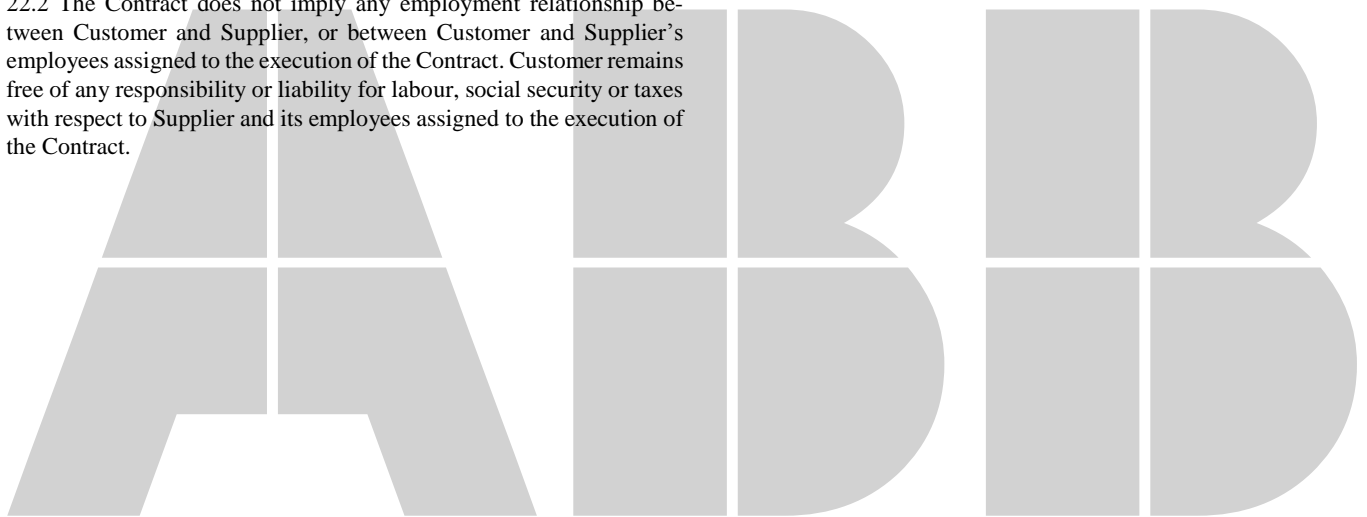 22.2 The Contract does not imply any employment relationship be-
tween Customer and Supplier, or between Customer and Supplier’s
employees assigned to the execution of the Contract. Customer remains
free of any responsibility or liability for labour, social security or taxes
with respect to Supplier and its employees assigned to the execution of
the Contract.
ABB